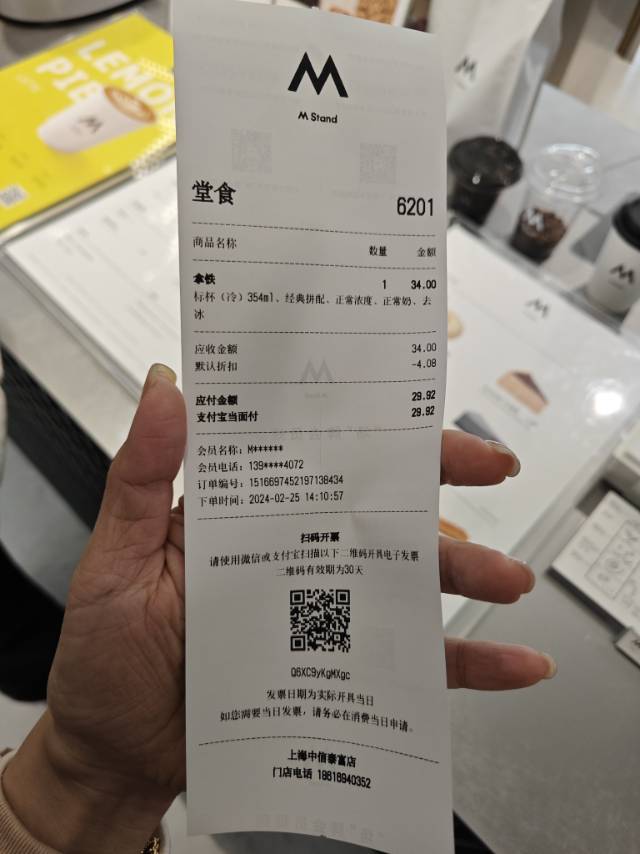 LEMON
PIE
M
M Stand
堂食
6201
商品名称 数量 金额
拿铁 1 34.00
标杯（冷）354ml、经典拼配、正常浓度、正常奶、去
冰
应收金额 34.00
默认折扣 -4.08
应付金额 29.92
支付宝当面付 29.92
会员名称：M******
会员电话：139****4072
订单编号：1516697452197138434
下单时间：2024-02-25 14:10:57
扫码开票
请使用微信或支付宝扫描以下二维码开具电子发票
二维码有效期为30天
Q6XC9yKgMXgc
发票日期为实际开具当日
如您需要当日发票，请务必在消费当日申请。
上海中信泰富店
门店电话 18618940352